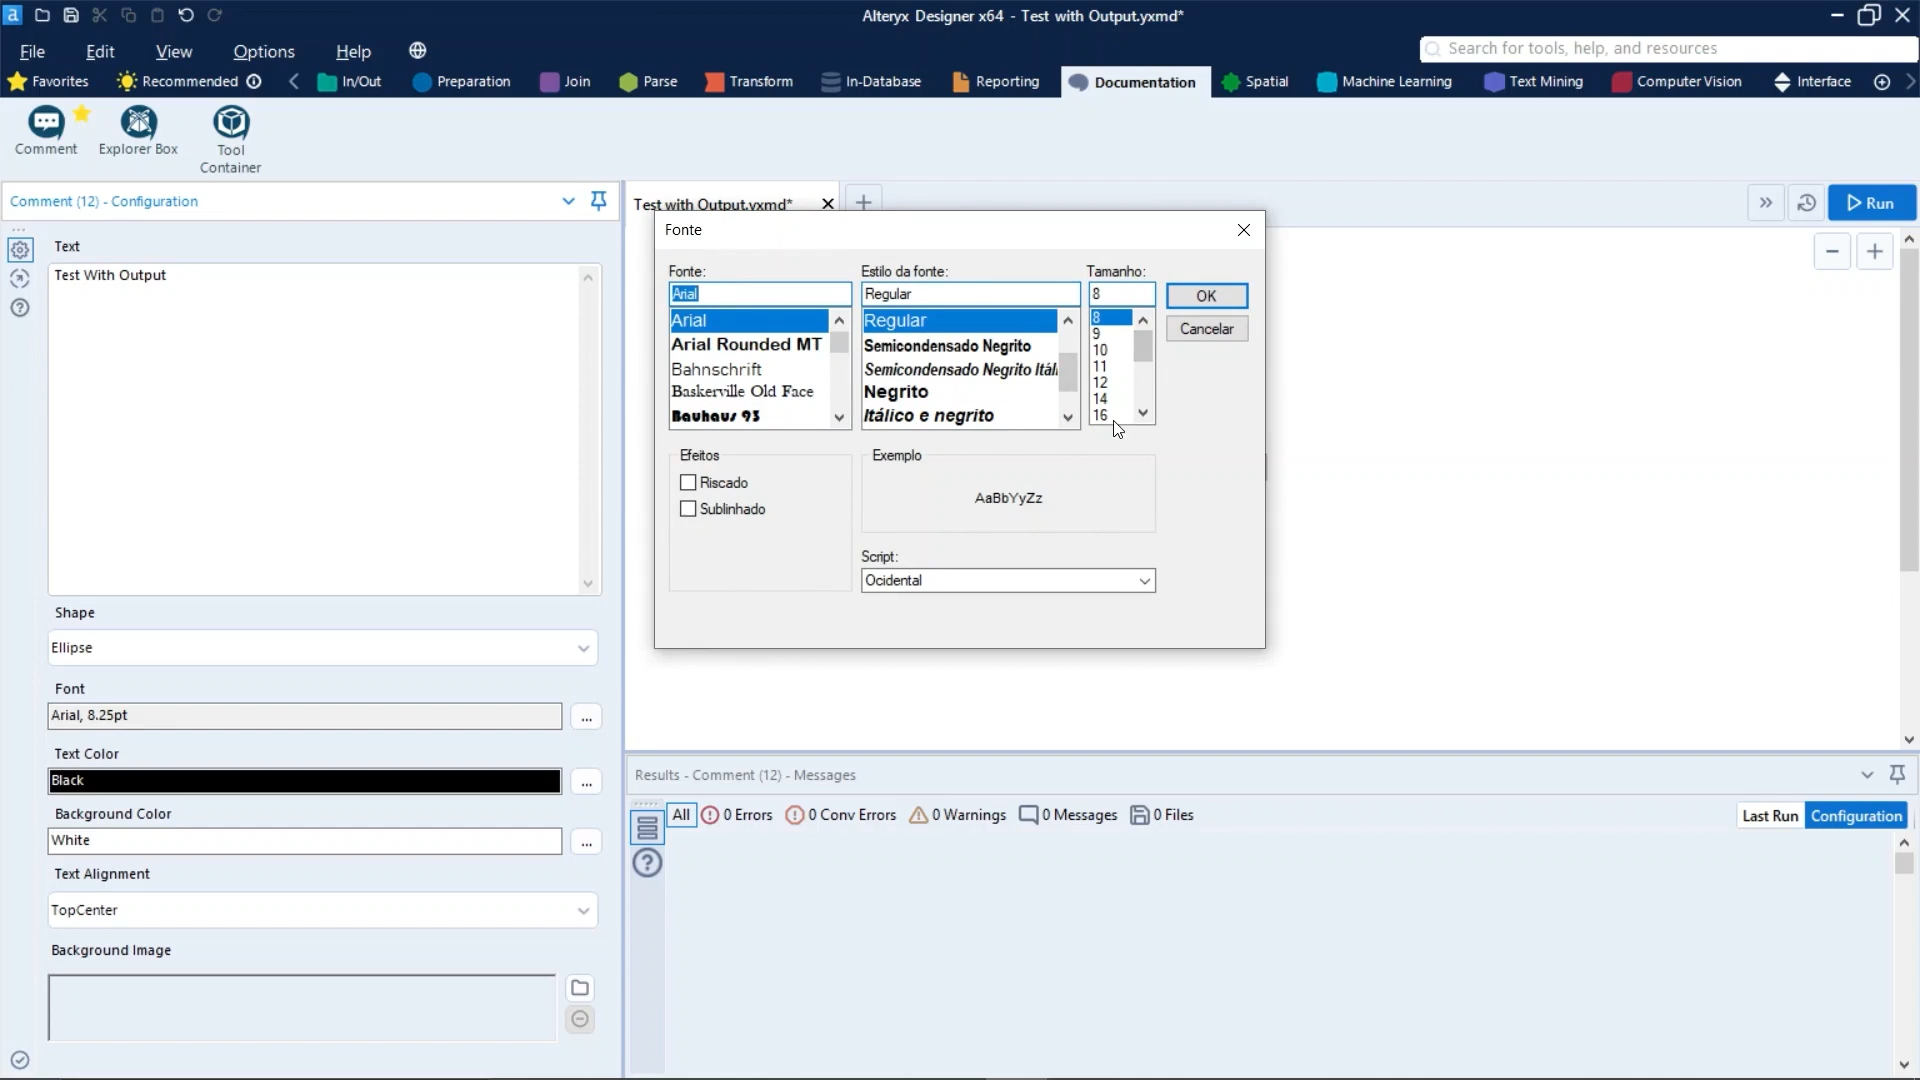 Alteryx Designer x64 - Test with Output.yxmd*
File Edit View Options Help
Search for tools, help, and resources
Favorites Recommended In/Out Preparation Join Parse Transform In-Database Reporting Documentation Spatial Machine Learning Text Mining Computer Vision Interface
Comment Explorer Box Tool Container
Comment (12) - Configuration
Test with Output.yxmd*
Run
Text
Test With Output
Shape
Ellipse
Font
Arial, 8.25pt
...
Text Color
Black
...
Background Color
White
...
Text Alignment
TopCenter
Background Image
Fonte
Fonte:
Arial
Arial
Arial Rounded MT
Bahnschrift
Baskerville Old Face
Bauhaus 93
Estilo da fonte:
Regular
Regular
Semicondensado Negrito
Semicondensado Negrito Itáli
Negrito
Itálico e negrito
Tamanho:
8
8
9
10
11
12
14
16
OK
Cancelar
Efeitos
Riscado
Sublinhado
Exemplo
AaBbYyZz
Script:
Ocidental
Results - Comment (12) - Messages
All 0 Errors 0 Conv Errors 0 Warnings 0 Messages 0 Files
Last Run Configuration